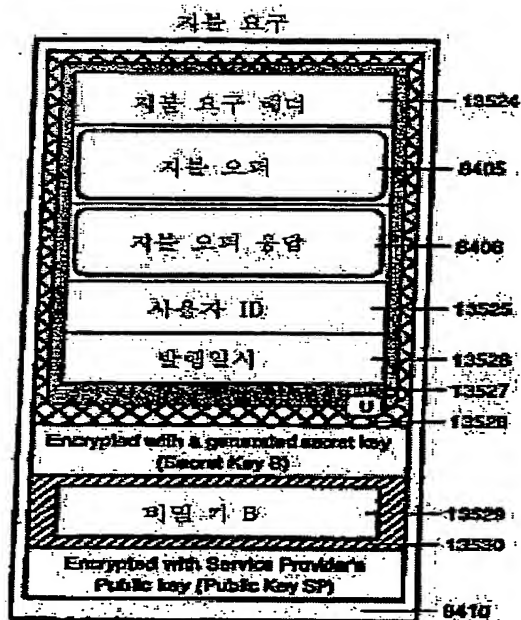 지불 요구
지불 요구 헤더
13524
지불 오퍼
8405
지불 오퍼 응답
8408
사용자 ID
13525
발행일시
13526
13527
U
13528
Encrypted with a generated secret key
(Secret Key B)
비밀 키 B
13529
13530
Encrypted with Service Provider's
Public key (Public Key SP)
8410